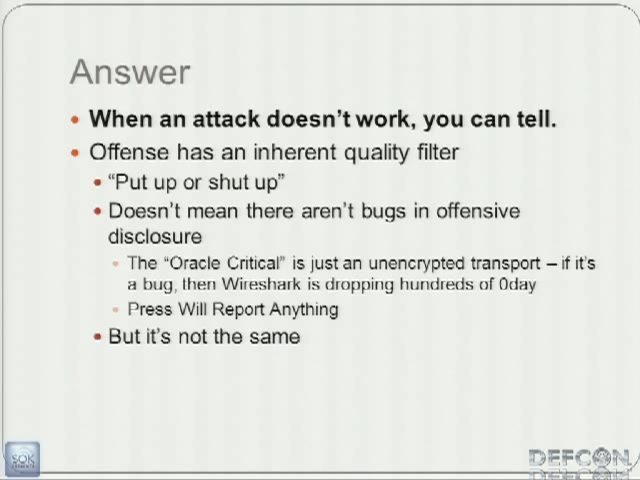 Answer
When an attack doesn't work, you can tell.
Offense has an inherent quality filter
"Put up or shut up"
Doesn't mean there aren't bugs in offensive
disclosure
The "Oracle Critical" is just an unencrypted transport – if it's
a bug, then Wireshark is dropping hundreds of 0day
Press Will Report Anything
But it's not the same
SOK
DEFCON